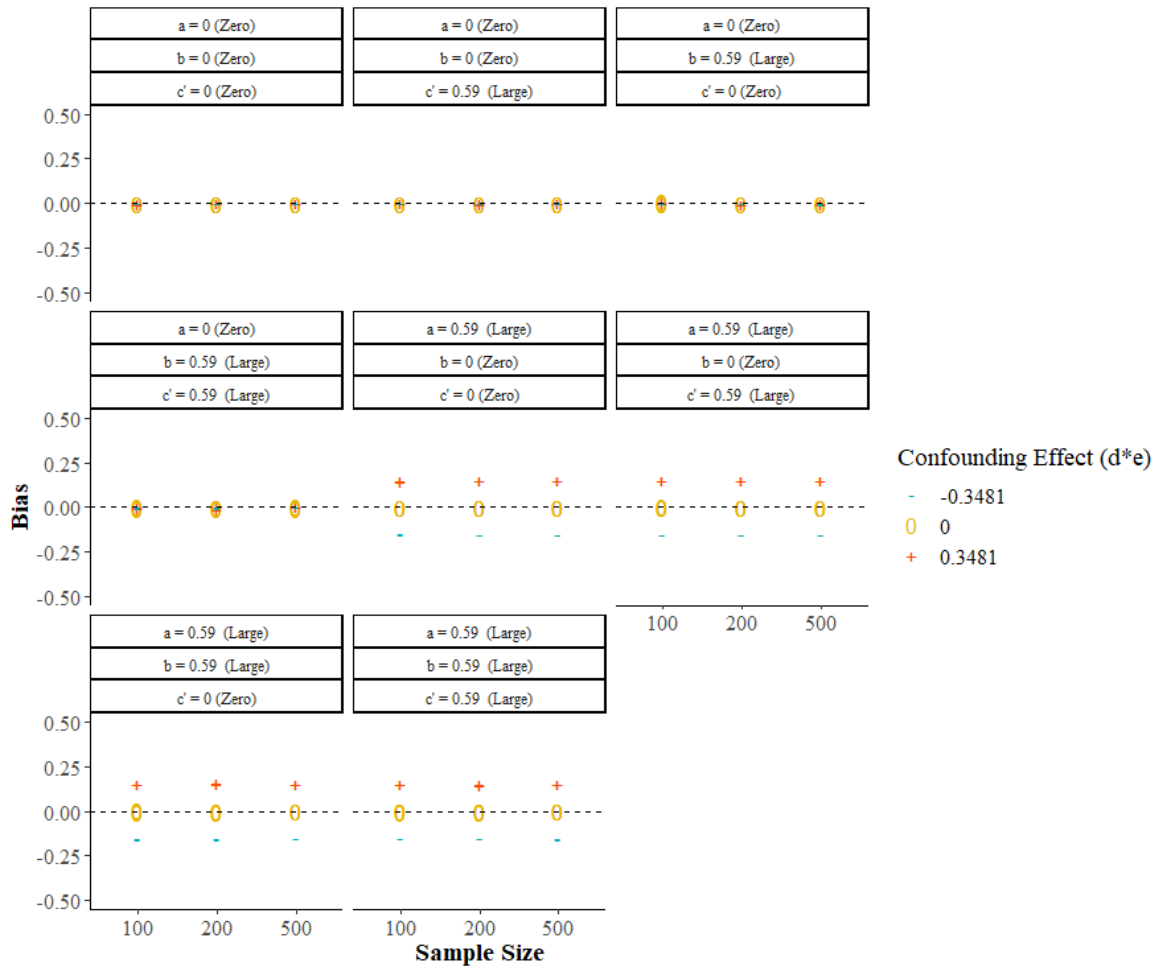 a = 0 (Zero) a = 0 (Zero) a = 0 (Zero)
b = 0 (Zero) b = 0 (Zero) b = 0.59 (Large)
c' = 0 (Zero) c' = 0.59 (Large) c' = 0 (Zero)
0.50
0.25
0.00
-0.25
-0.50
a = 0 (Zero) a = 0.59 (Large) a = 0.59 (Large)
b = 0.59 (Large) b = 0 (Zero) b = 0 (Zero)
c' = 0.59 (Large) c' = 0 (Zero) c' = 0.59 (Large)
0.50
0.25
0.00
-0.25
-0.50
Bias
100 200 500
a = 0.59 (Large) a = 0.59 (Large)
b = 0.59 (Large) b = 0.59 (Large)
c' = 0 (Zero) c' = 0.59 (Large)
0.50
0.25
0.00
-0.25
-0.50
100 200 500 100 200 500
Sample Size
Confounding Effect (d*e)
- -0.3481
0 0
+ 0.3481